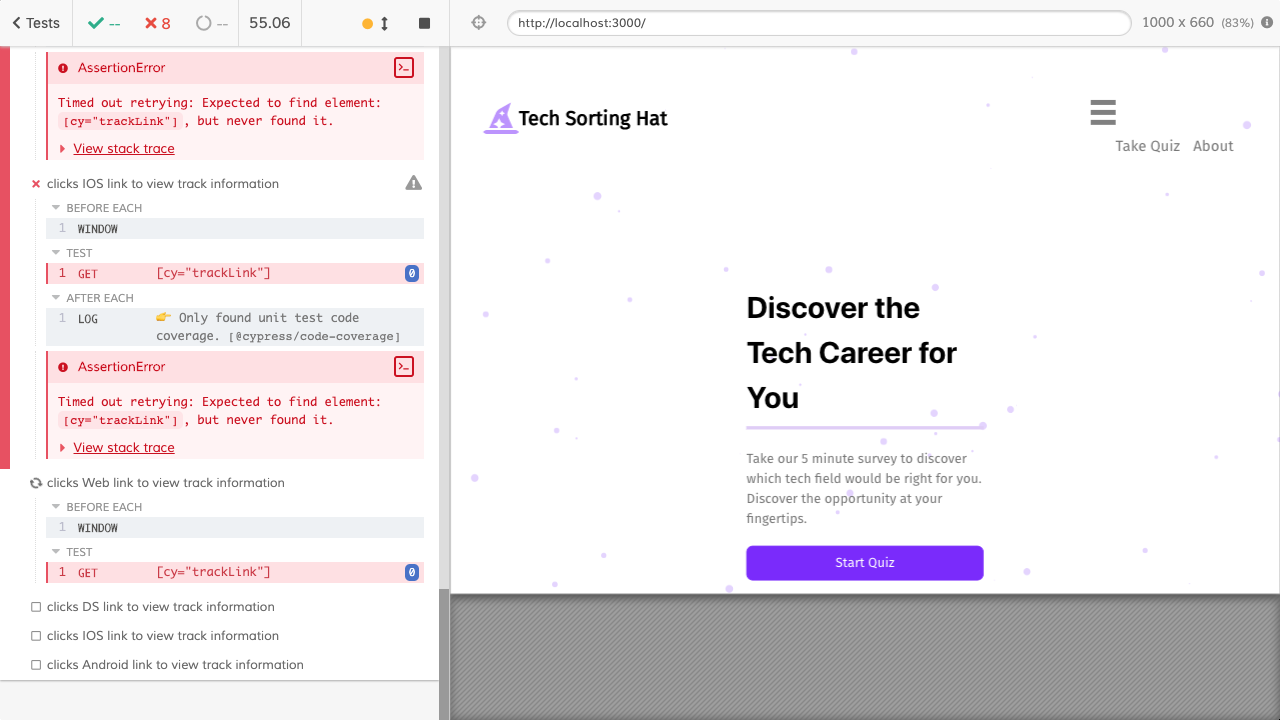 Tests
--
8
--
55.06
http://localhost:3000/
1000 x 660 (83%)
AssertionError
Timed out retrying: Expected to find element:
[cy="trackLink"], but never found it.
View stack trace
clicks IOS link to view track information
BEFORE EACH
1 WINDOW
TEST
1 GET [cy="trackLink"] 0
AFTER EACH
1 LOG 👉 Only found unit test code
coverage. [@cypress/code-coverage]
AssertionError
Timed out retrying: Expected to find element:
[cy="trackLink"], but never found it.
View stack trace
clicks Web link to view track information
BEFORE EACH
1 WINDOW
TEST
1 GET [cy="trackLink"] 0
clicks DS link to view track information
clicks IOS link to view track information
clicks Android link to view track information
Tech Sorting Hat
Take Quiz About
Discover the
Tech Career for
You
Take our 5 minute survey to discover
which tech field would be right for you.
Discover the opportunity at your
fingertips.
Start Quiz